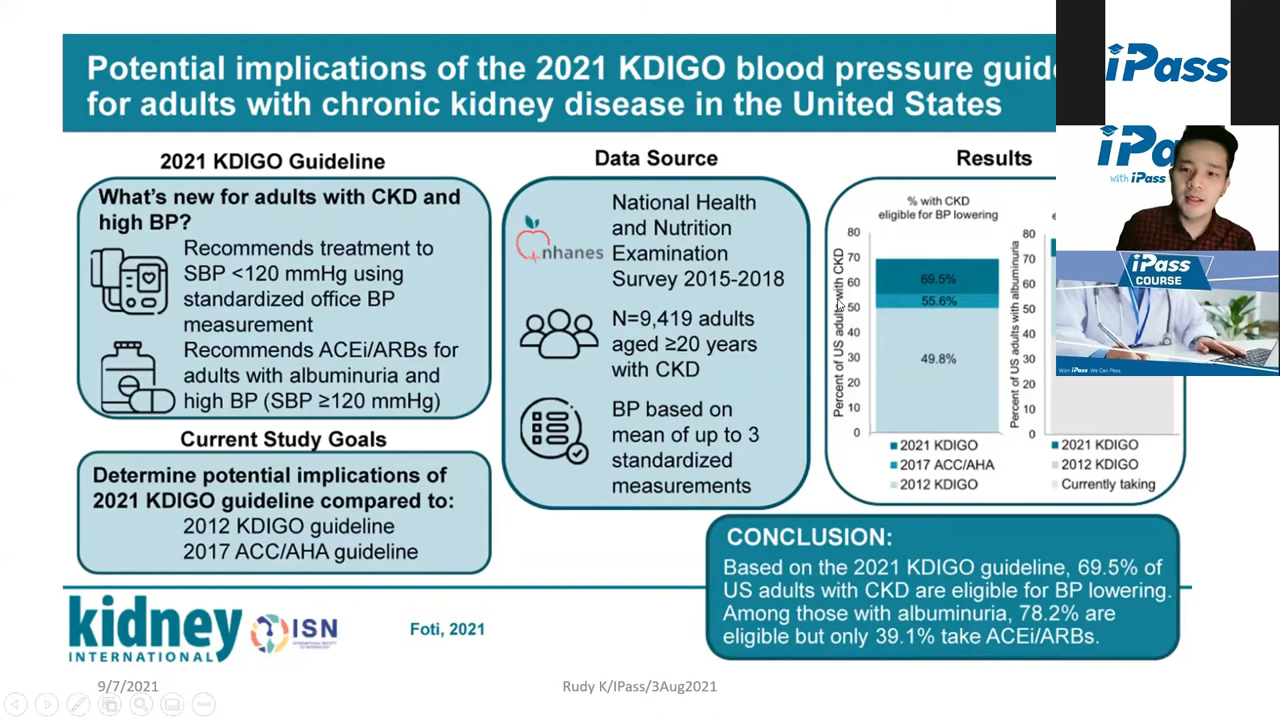 Potential implications of the 2021 KDIGO blood pressure guide
for adults with chronic kidney disease in the United States
2021 KDIGO Guideline
What's new for adults with CKD and
high BP?
Recommends treatment to
SBP <120 mmHg using
standardized office BP
measurement
Recommends ACEi/ARBs for
adults with albuminuria and
high BP (SBP ≥120 mmHg)
Current Study Goals
Determine potential implications of
2021 KDIGO guideline compared to:
2012 KDIGO guideline
2017 ACC/AHA guideline
Data Source
nhanes
National Health
and Nutrition
Examination
Survey 2015-2018
N=9,419 adults
aged ≥20 years
with CKD
BP based on
mean of up to 3
standardized
measurements
Results
% with CKD
eligible for BP lowering
Percent of US adults with CKD
80
70
60
50
40
30
20
10
0
69.5%
55.6%
49.8%
2021 KDIGO
2017 ACC/AHA
2012 KDIGO
Percent of US adults with albuminuria
80
70
60
50
40
30
20
10
0
2021 KDIGO
2012 KDIGO
Currently taking
CONCLUSION:
Based on the 2021 KDIGO guideline, 69.5% of
US adults with CKD are eligible for BP lowering.
Among those with albuminuria, 78.2% are
eligible but only 39.1% take ACEi/ARBs.
kidney
INTERNATIONAL
ISN
Foti, 2021
9/7/2021
Rudy K/IPass/3Aug2021
iPass
iPa
with iPass
iPass
COURSE
With iPass ,We Can Pass